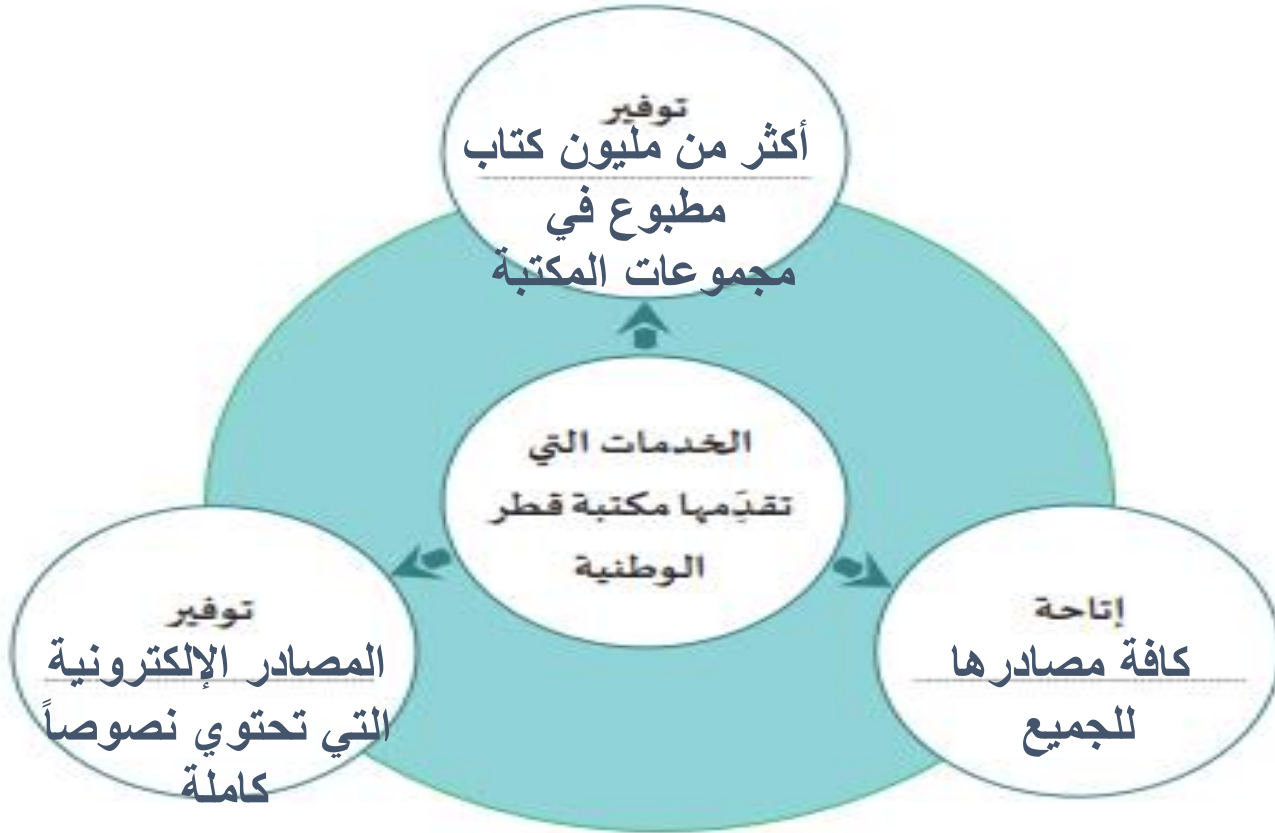 توفير
أكثر من مليون كتاب
مطبوع في
مجموعات المكتبة
الخدمات التي
تقدِّمها مكتبة قطر
الوطنية
إتاحة
كافة مصادرها
للجميع
توفير
المصادر الإلكترونية
التي تحتوي نصوصاً
كاملة